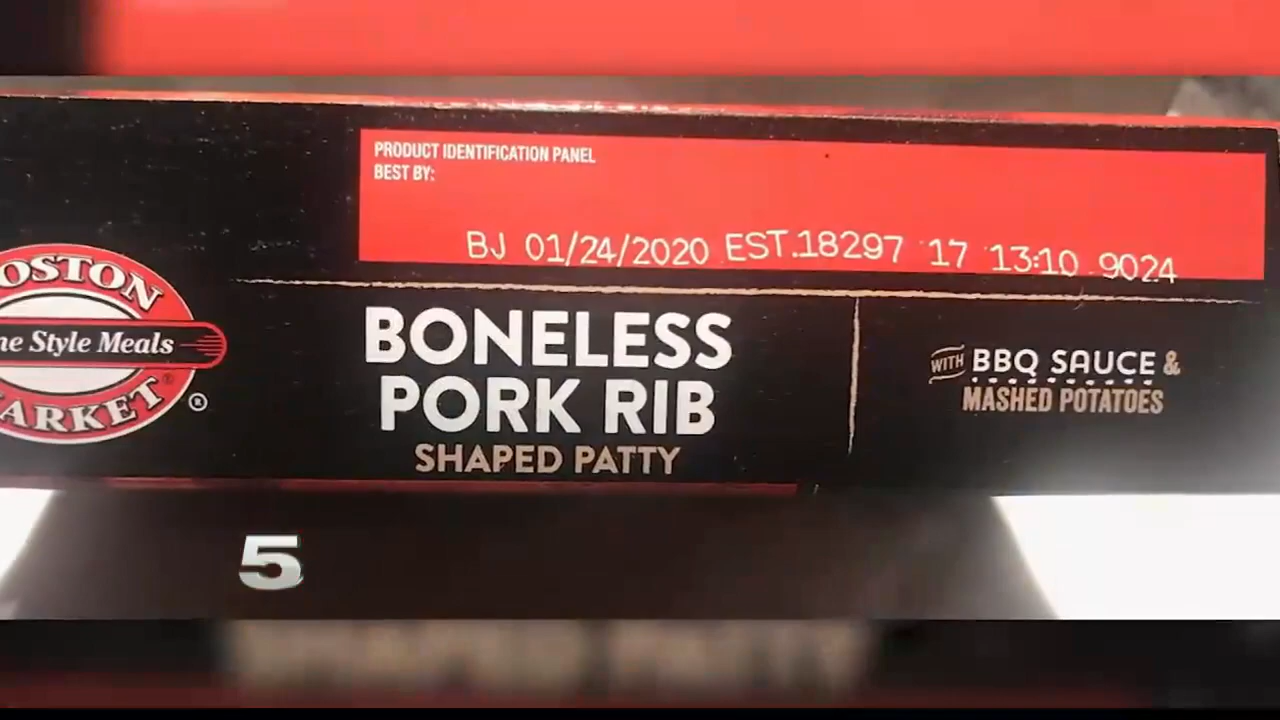 PRODUCT IDENTIFICATION PANEL
BEST BY:
BJ 01/24/2020 EST.18297 17 13:10 9024
OSTON
ne Style Meals
ARKET
®
®
BONELESS
PORK RIB
SHAPED PATTY
WITH BBQ SAUCE &
MASHED POTATOES
5